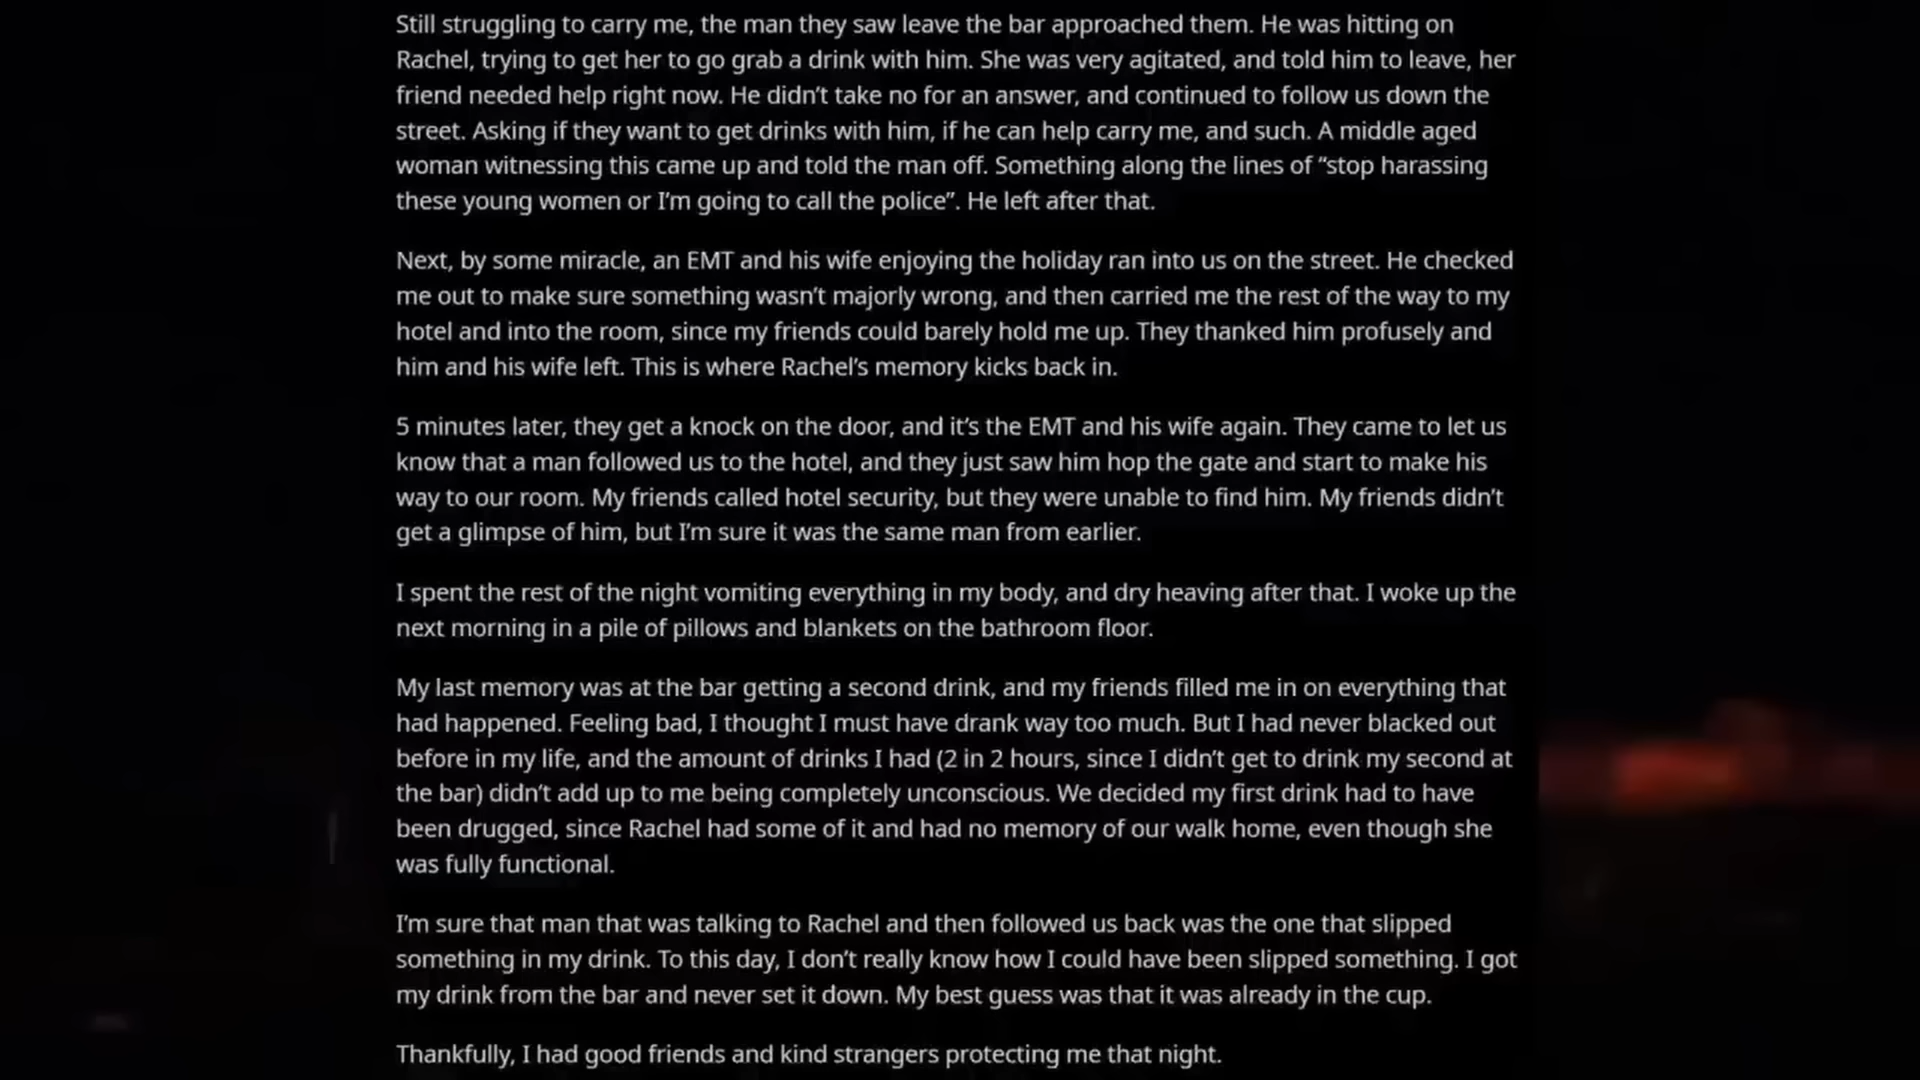 Still struggling to carry me, the man they saw leave the bar approached them. He was hitting on
Rachel, trying to get her to go grab a drink with him. She was very agitated, and told him to leave, her
friend needed help right now. He didn’t take no for an answer, and continued to follow us down the
street. Asking if they want to get drinks with him, if he can help carry me, and such. A middle aged
woman witnessing this came up and told the man off. Something along the lines of “stop harassing
these young women or I’m going to call the police”. He left after that.
Next, by some miracle, an EMT and his wife enjoying the holiday ran into us on the street. He checked
me out to make sure something wasn’t majorly wrong, and then carried me the rest of the way to my
hotel and into the room, since my friends could barely hold me up. They thanked him profusely and
him and his wife left. This is where Rachel’s memory kicks back in.
5 minutes later, they get a knock on the door, and it’s the EMT and his wife again. They came to let us
know that a man followed us to the hotel, and they just saw him hop the gate and start to make his
way to our room. My friends called hotel security, but they were unable to find him. My friends didn’t
get a glimpse of him, but I’m sure it was the same man from earlier.
I spent the rest of the night vomiting everything in my body, and dry heaving after that. I woke up the
next morning in a pile of pillows and blankets on the bathroom floor.
My last memory was at the bar getting a second drink, and my friends filled me in on everything that
had happened. Feeling bad, I thought I must have drank way too much. But I had never blacked out
before in my life, and the amount of drinks I had (2 in 2 hours, since I didn’t get to drink my second at
the bar) didn’t add up to me being completely unconscious. We decided my first drink had to have
been drugged, since Rachel had some of it and had no memory of our walk home, even though she
was fully functional.
I’m sure that man that was talking to Rachel and then followed us back was the one that slipped
something in my drink. To this day, I don’t really know how I could have been slipped something. I got
my drink from the bar and never set it down. My best guess was that it was already in the cup.
Thankfully, I had good friends and kind strangers protecting me that night.